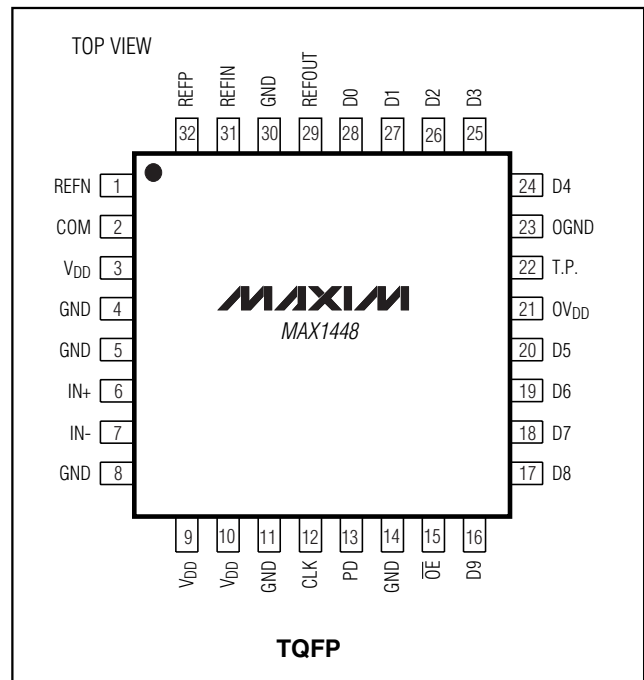 TOP VIEW
REFP REFIN GND REFOUT D0 D1 D2 D3
32 31 30 29 28 27 26 25
REFN 1 24 D4
COM 2 23 OGND
VDD 3 22 T.P.
GND 4 21 OVDD
MAXIM
MAX1448
GND 5 20 D5
IN+ 6 19 D6
IN- 7 18 D7
GND 8 17 D8
9 10 11 12 13 14 15 16
VDD VDD GND CLK PD GND O̅E̅ D9
TQFP